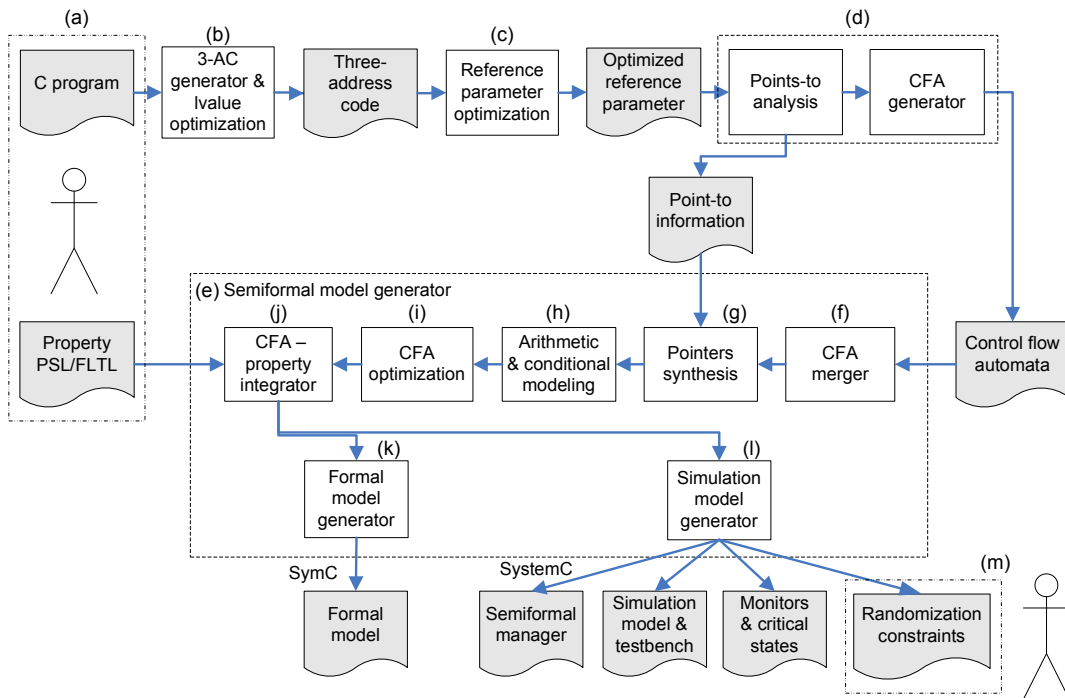 (a)
(b)
(c)
(d)
C program
3-AC
generator &
lvalue
optimization
Three-
address
code
Reference
parameter
optimization
Optimized
reference
parameter
Points-to
analysis
CFA
generator
Point-to
information
(e) Semiformal model generator
(j)
(i)
(h)
(g)
(f)
Property
PSL/FLTL
CFA –
property
integrator
CFA
optimization
Arithmetic
& conditional
modeling
Pointers
synthesis
CFA
merger
Control flow
automata
(k)
(l)
Formal
model
generator
Simulation
model
generator
SymC
SystemC
(m)
Formal
model
Semiformal
manager
Simulation
model &
testbench
Monitors
& critical
states
Randomization
constraints